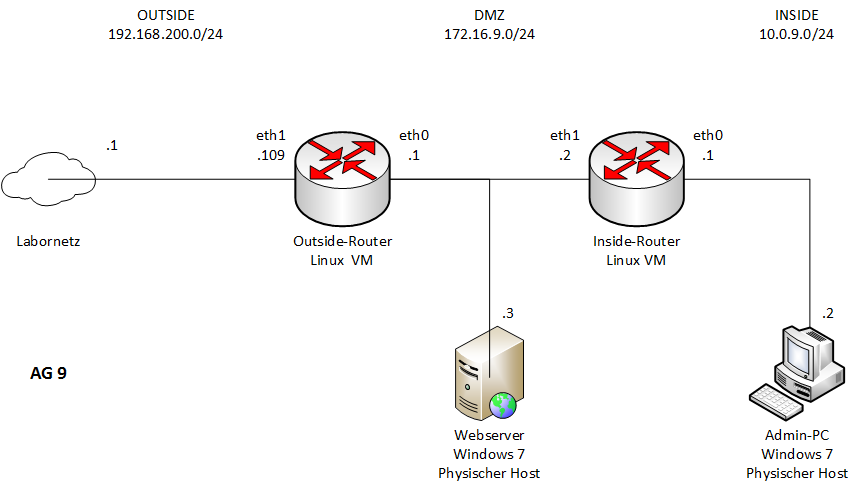 OUTSIDE
192.168.200.0/24
DMZ
172.16.9.0/24
INSIDE
10.0.9.0/24
.1
eth1
.109
eth0
.1
eth1
.2
eth0
.1
Labornetz
Outside-Router
Linux VM
Inside-Router
Linux VM
.3
.2
AG 9
Webserver
Windows 7
Physischer Host
Admin-PC
Windows 7
Physischer Host